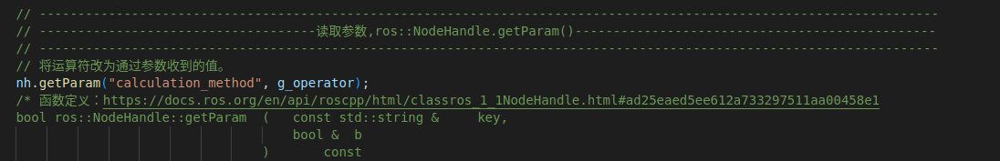 // ---------------------------------------------------------------------------------------------------------------------
// ------------------------------------读取参数,ros::NodeHandle.getParam()-----------------------------------------------
// ---------------------------------------------------------------------------------------------------------------------
// 将运算符改为通过参数收到的值。
nh.getParam("calculation_method", g_operator);
/* 函数定义：https://docs.ros.org/en/api/roscpp/html/classros_1_1NodeHandle.html#ad25eaed5ee612a733297511aa00458e1
bool ros::NodeHandle::getParam  (   const std::string &     key,
                                    bool &  b
                                )       const